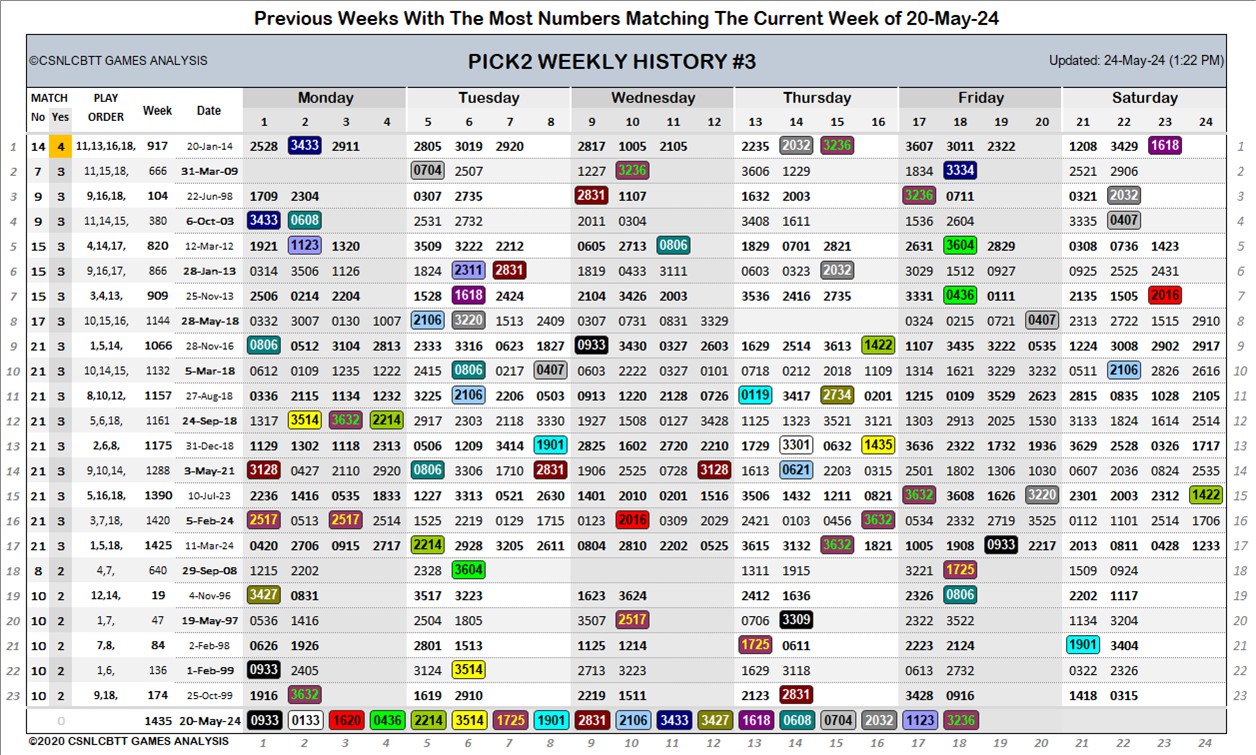 Previous Weeks With The Most Numbers Matching The Current Week of 20-May-24
©CSNLCBTT GAMES ANALYSIS PICK2 WEEKLY HISTORY #3 Updated: 24-May-24 (1:22 PM)
MATCH PLAY Week Date Monday Tuesday Wednesday Thursday Friday Saturday
No Yes ORDER 1 2 3 4 5 6 7 8 9 10 11 12 13 14 15 16 17 18 19 20 21 22 23 24
1 14 4 11,13,16,18, 917 20-Jan-14 2528 3433 2911 2805 3019 2920 2817 1005 2105 2235 2032 3236 3607 3011 2322 1208 3429 1618 1
2 7 3 11,15,18, 666 31-Mar-09 0704 2507 1227 3236 3606 1229 1834 3334 2521 2906 2
3 9 3 9,16,18, 104 22-Jun-98 1709 2304 0307 2735 2831 1107 1632 2003 3236 0711 3222 2032 3
4 9 3 11,14,15, 380 6-Oct-03 3433 0608 2531 2732 2011 0304 3408 1611 1536 2604 3335 0407 4
5 15 3 4,14,17, 820 12-Mar-12 1921 1123 1320 3509 3222 2212 0605 2713 0806 1829 0701 2821 2631 3604 2829 0308 0736 1423 5
6 15 3 9,16,17, 866 28-Jan-13 0314 3506 1126 1824 2311 2831 1819 0433 3111 0603 0323 2032 3029 1512 0927 0925 2525 2431 6
7 15 3 3,4,13, 909 25-Nov-13 2506 0214 2204 1528 1618 2424 2104 3426 2003 3536 2416 2735 3331 0436 0111 2135 1505 2016 7
8 17 3 10,15,16, 1144 28-May-18 0332 3007 0130 1007 2106 3220 1513 2409 0307 0731 0831 3329 0324 0215 0721 0407 2313 2722 1515 2910 8
9 21 3 1,5,14, 1066 28-Nov-16 0806 0512 3104 2813 2333 3316 0623 1827 0933 3430 0327 2603 1629 2514 3613 1422 1107 3435 3222 0535 1224 3008 2902 2917 9
10 21 3 10,14,15, 1132 5-Mar-18 0612 0109 1235 1222 2415 0806 0217 0407 0603 2222 0327 0101 0718 0212 2018 1109 1314 1621 3229 3232 0511 2106 2826 2616 10
11 21 3 8,10,12, 1157 27-Aug-18 0336 2115 1134 1232 3225 2106 2206 0503 0913 1220 2128 0726 0119 3417 2734 0201 1215 0109 3529 2623 2815 0835 1028 2105 11
12 21 3 5,6,18, 1161 24-Sep-18 1317 3514 3632 2214 2917 2303 2118 3330 1927 1508 0127 3428 1125 1323 3521 3121 1303 2913 2025 1530 3133 1824 1614 2514 12
13 21 3 2,6,8, 1175 31-Dec-18 1129 1302 1118 2313 0506 1209 3414 1901 2825 1602 2720 2210 1729 3301 0632 1435 3636 2322 1732 1936 3629 2528 0326 1717 13
14 21 3 9,10,14, 1288 3-May-21 3128 0427 2110 2920 0806 3306 1710 2831 1906 2525 0728 3128 1613 0621 2203 0315 2501 1802 1306 1030 0607 2036 0824 2535 14
15 21 3 5,16,18, 1390 10-Jul-23 2236 1416 0535 1833 1227 3313 0521 2630 1401 2010 0201 1516 3506 1432 1211 0821 3632 3608 1626 3220 2301 2003 2312 1422 15
16 21 3 3,7,18, 1420 5-Feb-24 2517 0513 2517 2514 1525 2219 0129 1715 0123 2016 0309 2029 2421 0103 0456 3632 0534 2332 2719 3525 0112 1101 2514 1706 16
17 21 3 1,5,18, 1425 11-Mar-24 0420 2706 0915 2717 2214 2928 3205 2611 0804 2810 2202 0525 3615 3132 3632 1821 1005 1908 0933 2217 2013 0811 0428 1233 17
18 8 2 4,7, 640 29-Sep-08 1215 2202 2328 3604 1311 1915 3221 1725 1509 0924 18
19 10 2 12,14, 19 4-Nov-96 3427 0831 3517 3223 1623 3624 2412 1636 2326 0806 2202 1117 19
20 10 2 1,7, 47 19-May-97 0536 1416 2504 1805 3507 2517 0706 3309 2322 3522 1134 3204 20
21 10 2 7,8, 84 2-Feb-98 0626 1926 2801 1513 1125 1214 1725 0611 2223 2124 1901 3404 21
22 10 2 1,6, 136 1-Feb-99 0933 2405 3124 3514 2713 3223 1629 3118 0613 2732 0322 2326 22
23 10 2 9,18, 174 25-Oct-99 1916 3632 1619 2910 2219 1511 2123 2831 3428 0916 1418 0315 23
0 1435 20-May-24 0933 0133 1620 0436 2214 3514 1725 1901 2831 2106 3433 3427 1618 0608 0704 2032 1123 3236
©2020 CSNLCBTT GAMES ANALYSIS 1 2 3 4 5 6 7 8 9 10 11 12 13 14 15 16 17 18 19 20 21 22 23 24